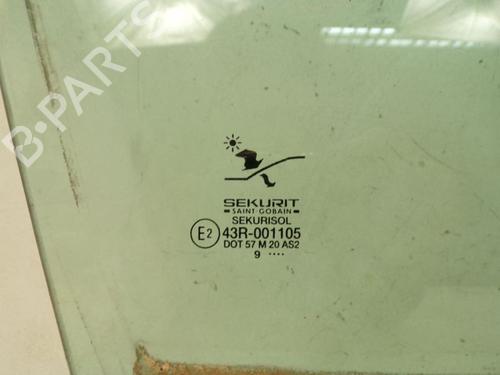 B-PARTS
SEKURIT
SAINT-GOBAIN
SEKURISOL
E2 43R-001105
DOT 57 M 20 AS2
9 ....